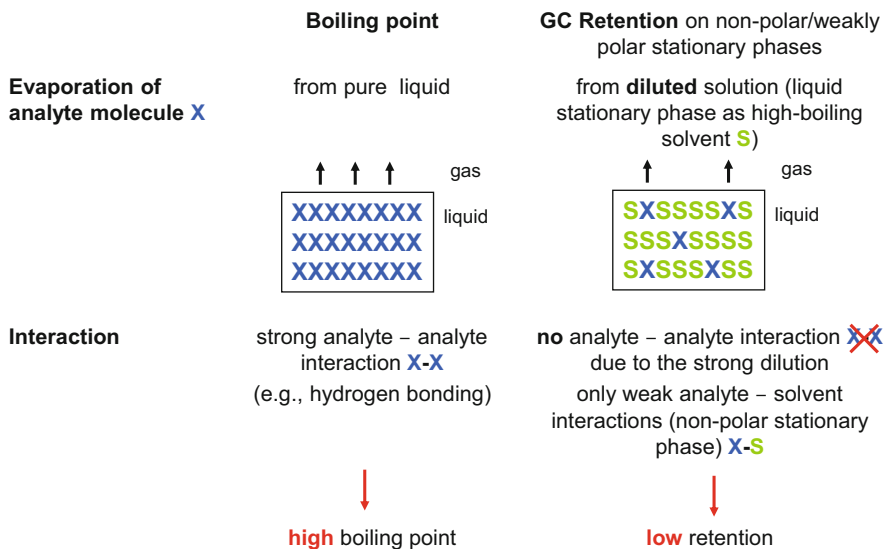 Boiling point
GC Retention on non-polar/weakly
polar stationary phases
Evaporation of
analyte molecule X
from pure liquid
from diluted solution (liquid
stationary phase as high-boiling
solvent S)
gas
XXXXXXXX
liquid
XXXXXXXX
XXXXXXXX
gas
SXSSSSXS
liquid
SSSXSSSS
SXSSSXSS
Interaction
strong analyte – analyte
interaction X-X
(e.g., hydrogen bonding)
no analyte – analyte interaction X-X
due to the strong dilution
only weak analyte – solvent
interactions (non-polar stationary
phase) X-S
high boiling point
low retention